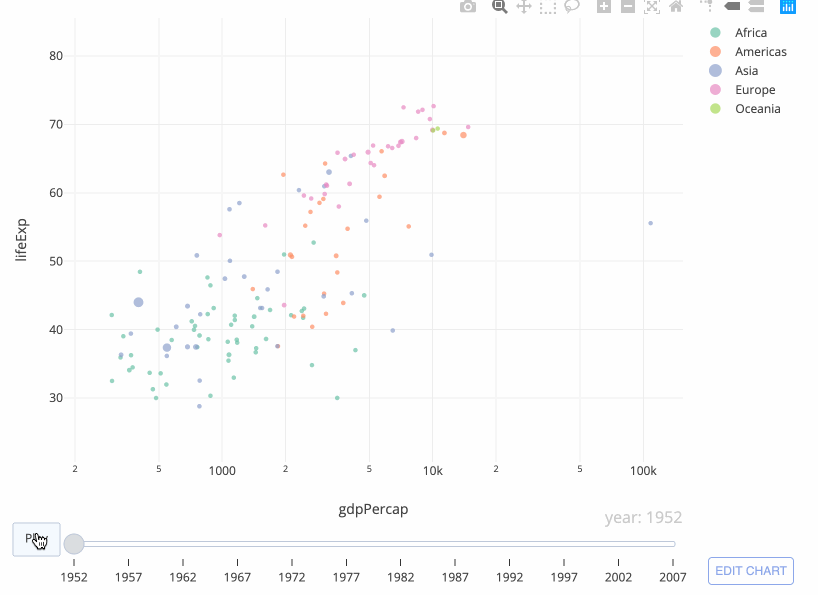 Africa
Americas
Asia
Europe
Oceania
lifeExp
80
70
60
50
40
30
2
5
1000
2
5
10k
2
5
100k
gdpPercap
year: 1952
1952
1957
1962
1967
1972
1977
1982
1987
1992
1997
2002
2007
EDIT CHART